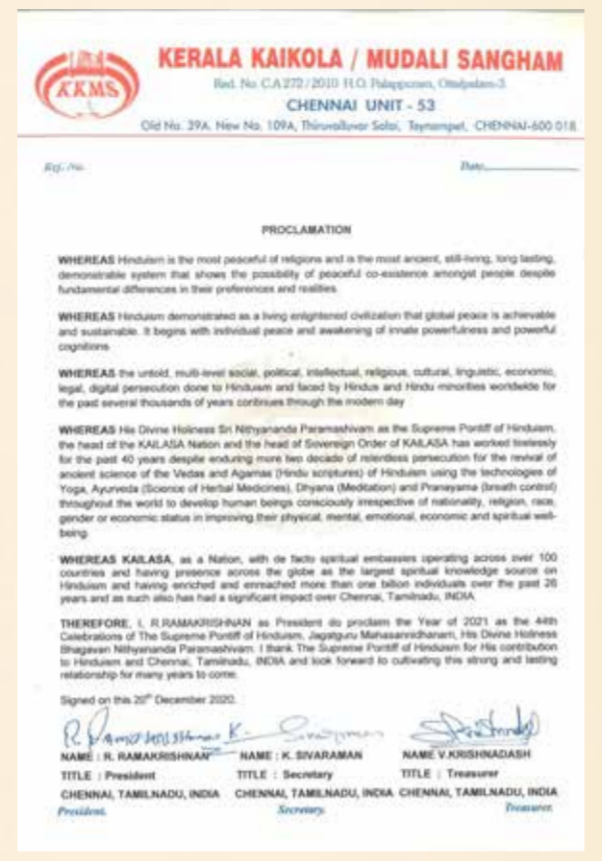 KKMS
KERALA KAIKOLA / MUDALI SANGHAM
Red. No. C.A 272 / 2010 H.O. Palappuram, Ottalpalam-3
CHENNAI UNIT - 53
Old No. 39A, New No. 109A, Thiruvalluvar Salai, Teynampet, CHENNAI-600 018.
Ref. /No. Date
PROCLAMATION
WHEREAS Hinduism is the most peaceful of religions and is the most ancient, still-living, long lasting,
demonstrable system that shows the possibility of peaceful co-existence amongst people despite
fundamental differences in their preferences and realities.
WHEREAS Hinduism demonstrated as a living enlightened civilization that global peace is achievable
and sustainable. It begins with individual peace and awakening of innate powerfulness and powerful
cognitions.
WHEREAS the untold, multi-level social, political, intellectual, religious, cultural, linguistic, economic,
legal, digital persecution done to Hinduism and faced by Hindus and Hindu minorities worldwide for
the past several thousands of years continues through the modern day
WHEREAS His Divine Holiness Sri Nithyananda Paramashivam as the Supreme Pontiff of Hinduism,
the head of the KAILASA Nation and the head of Sovereign Order of KAILASA has worked tirelessly
for the past 40 years despite enduring more two decade of relentless persecution for the revival of
ancient science of the Vedas and Agamas (Hindu scriptures) of Hinduism using the technologies of
Yoga, Ayurveda (Science of Herbal Medicines), Dhyana (Meditation) and Pranayama (breath control)
throughout the world to develop human beings consciously irrespective of nationality, religion, race,
gender or economic status in improving their physical, mental, emotional, economic and spiritual well-
being.
WHEREAS KAILASA, as a Nation, with de facto spiritual embassies operating across over 100
countries and having presence across the globe as the largest spiritual knowledge source on
Hinduism and having enriched and enreached more than one billion individuals over the past 26
years and as such also has had a significant impact over Chennai, Tamilnadu, INDIA.
THEREFORE, I, R.RAMAKRISHNAN as President do proclaim the Year of 2021 as the 44th
Celebrations of The Supreme Pontiff of Hinduism, Jagatguru Mahasannidhanam, His Divine Holiness
Bhagavan Nithyananda Paramashivam. I thank The Supreme Pontiff of Hinduism for His contribution
to Hinduism and Chennai, Tamilnadu, INDIA and look forward to cultivating this strong and lasting
relationship for many years to come.
Signed on this 20th December 2020.
NAME : R. RAMAKRISHNAN NAME : K. SIVARAMAN NAME V.KRISHNADASH
TITLE : President TITLE : Secretary TITLE : Treasurer
CHENNAI, TAMILNADU, INDIA CHENNAI, TAMILNADU, INDIA CHENNAI, TAMILNADU, INDIA
President. Secretary. Treasurer.